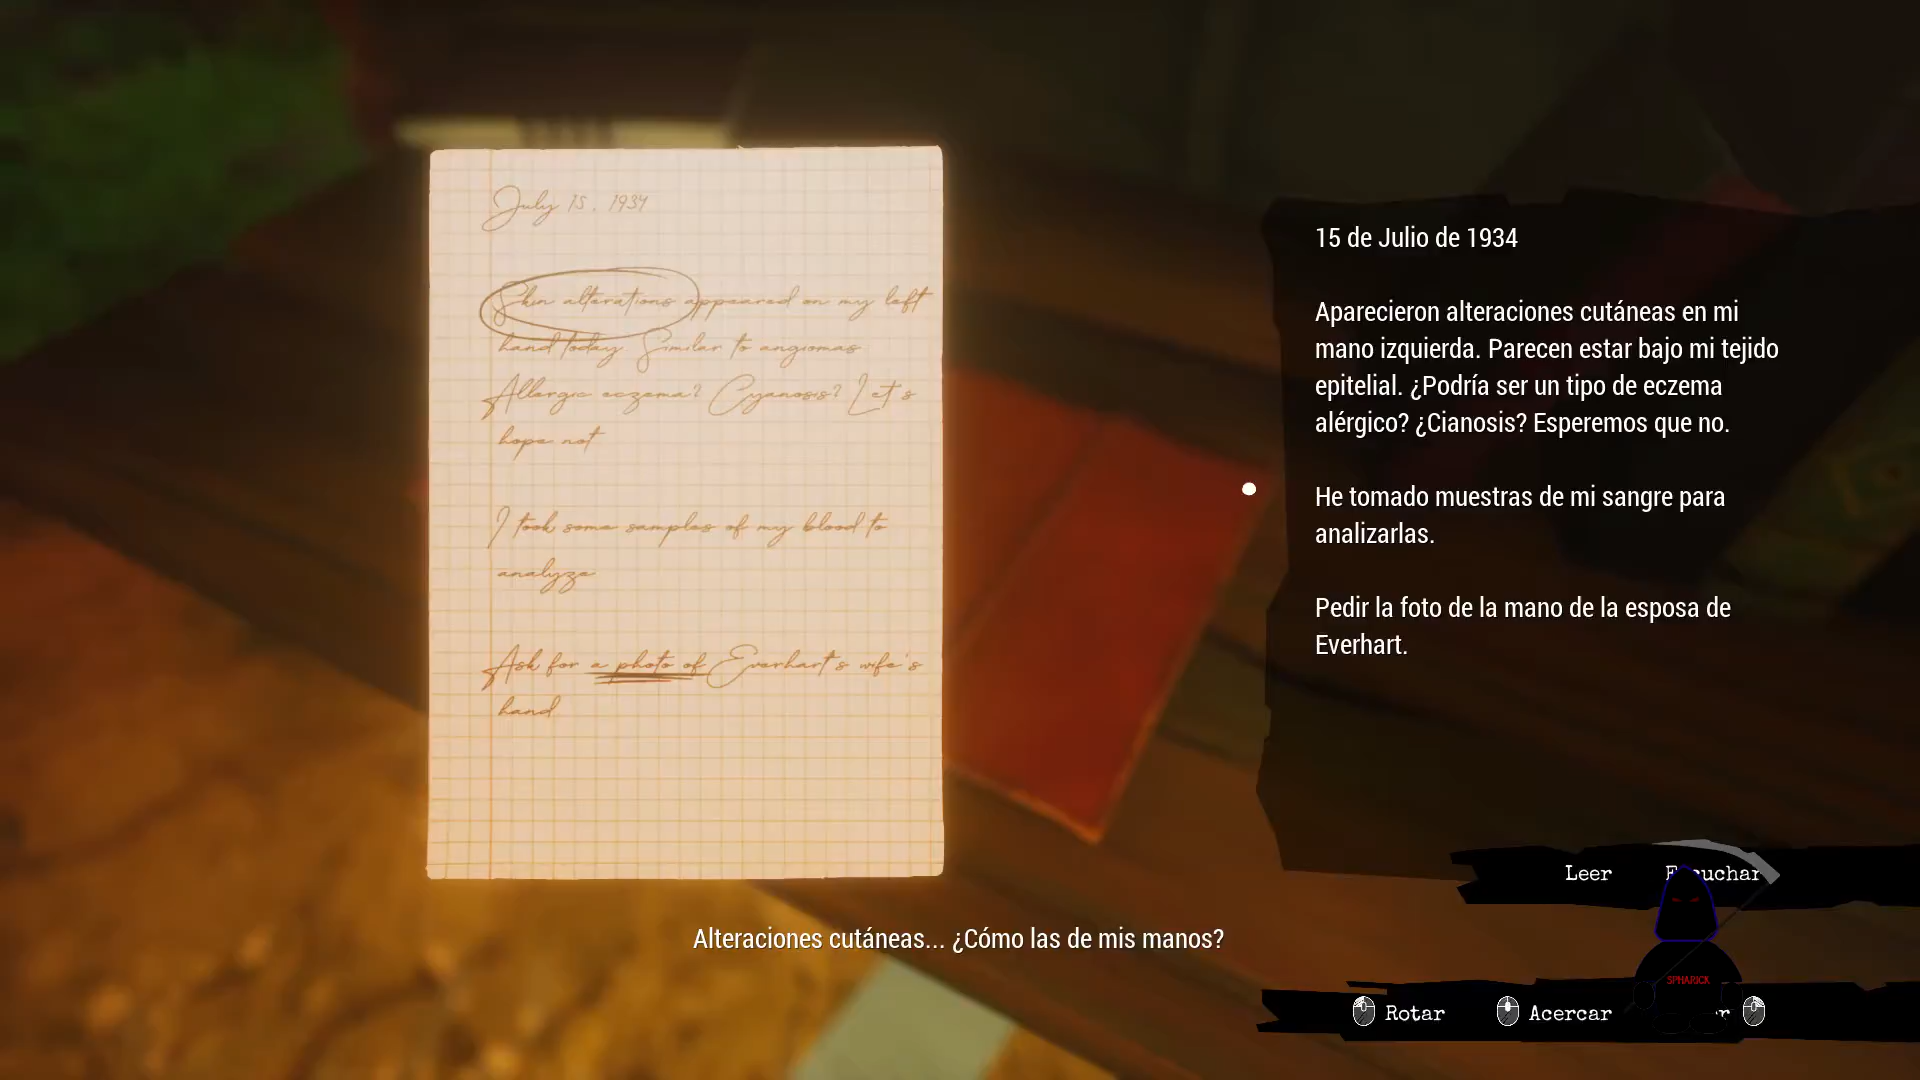 July 15, 1934
Skin alterations appeared on my left
hand today Similar to angiomas
Allergic eczema? Cyanosis? Let's
hope not
I took some samples of my blood to
analyze
Ask for a photo of Everhart's wife's
hand
15 de Julio de 1934
Aparecieron alteraciones cutáneas en mi
mano izquierda. Parecen estar bajo mi tejido
epitelial. ¿Podría ser un tipo de eczema
alérgico? ¿Cianosis? Esperemos que no.
He tomado muestras de mi sangre para
analizarlas.
Pedir la foto de la mano de la esposa de
Everhart.
Leer
Alteraciones cutáneas... ¿Cómo las de mis manos?
SPHARICK
Rotar Acercar